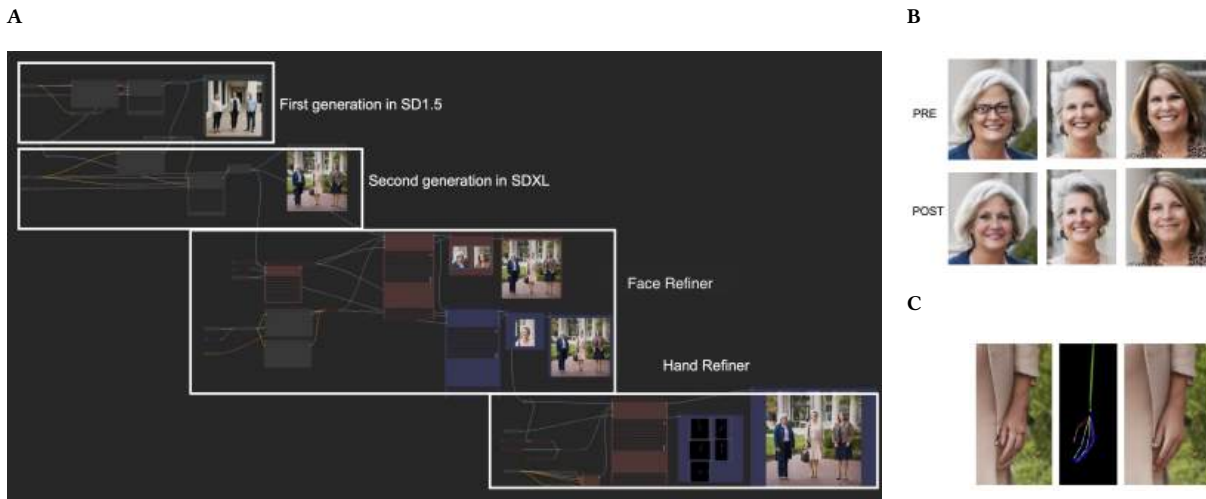 A
First generation in SD1.5
Second generation in SDXL
Face Refiner
Hand Refiner
B
PRE
POST
C